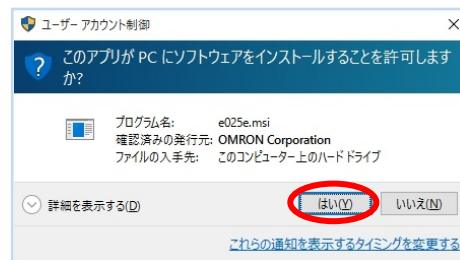 ユーザー アカウント制御
このアプリが PC にソフトウェアをインストールすることを許可します
か?
プログラム名: e025e.msi
確認済みの発行元: OMRON Corporation
ファイルの入手先: このコンピューター上のハード ドライブ
詳細を表示する(D)
はい(Y)
いいえ(N)
これらの通知を表示するタイミングを変更する